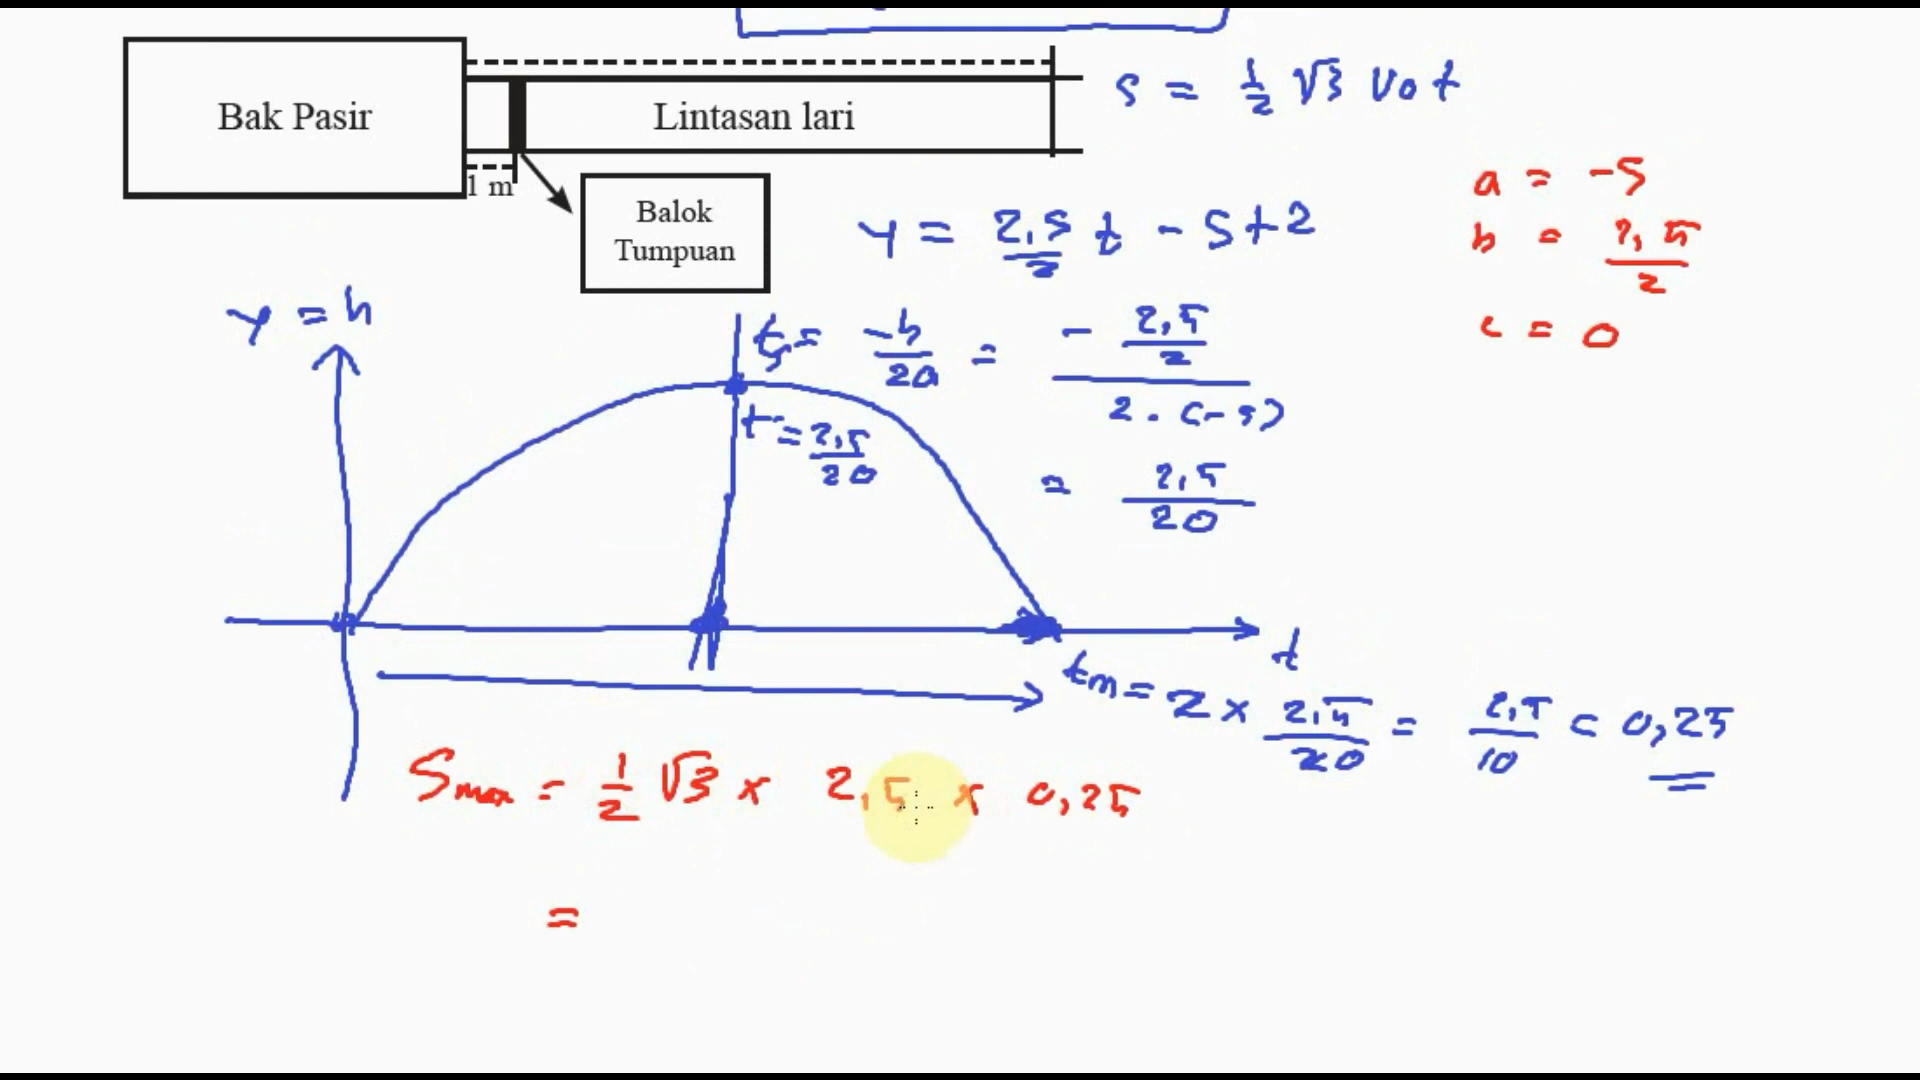 Bak Pasir
Lintasan lari
1 m
Balok
Tumpuan
s = 1/2 √3 Vo t
a = -5
b = 2,5/2
c = 0
y = 2,5/2 t - 5t2
y = h
ts = -b/2a = - 2,5/2 / 2.(-5)
t = 2,5/20
= 2,5/20
t
tm = 2 x 2,5/20 = 2,5/10 = 0,25
Smax = 1/2 √3 x 2,5 x 0,25
=